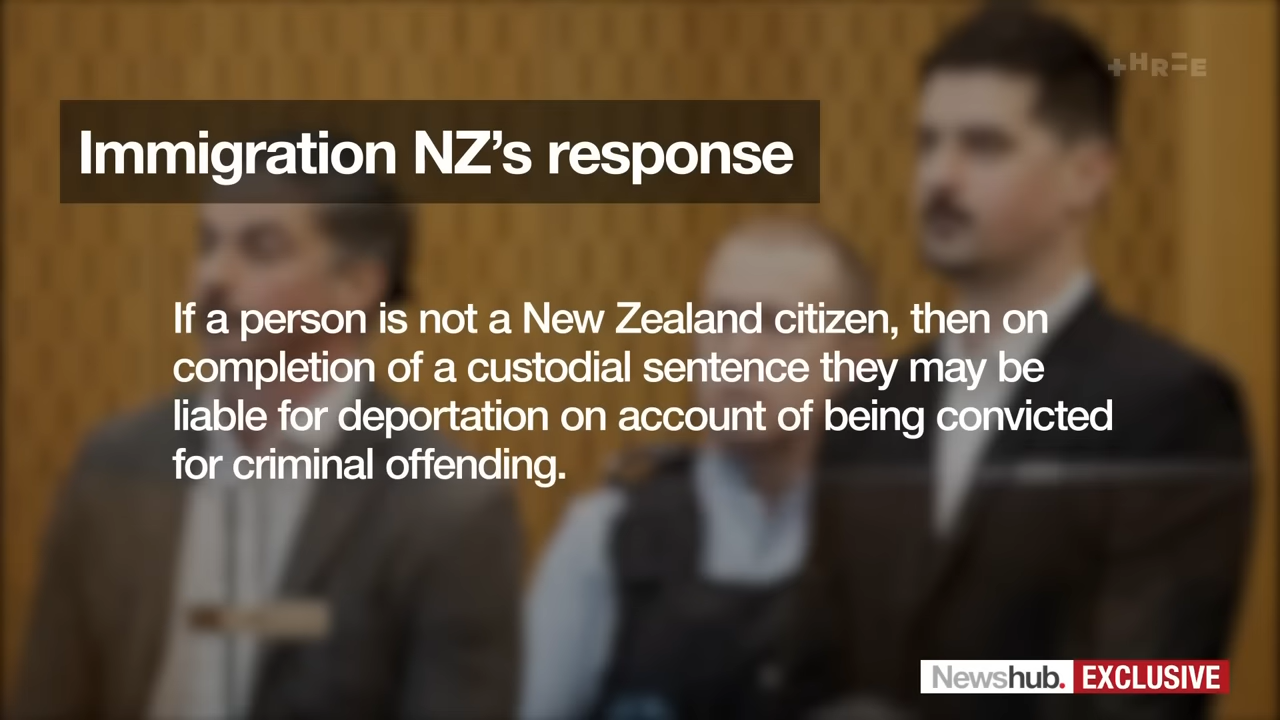 THREE
Immigration NZ’s response
If a person is not a New Zealand citizen, then on
completion of a custodial sentence they may be
liable for deportation on account of being convicted
for criminal offending.
Newshub. EXCLUSIVE